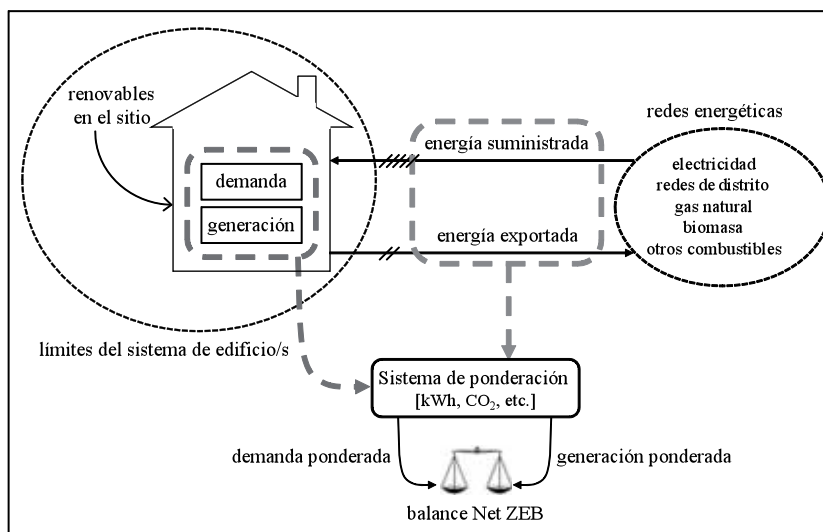 renovables
en el sitio
demanda
generación
límites del sistema de edificio/s
energía suministrada
energía exportada
redes energéticas
electricidad
redes de distrito
gas natural
biomasa
otros combustibles
Sistema de ponderación
[kWh, CO₂, etc.]
demanda ponderada
generación ponderada
balance Net ZEB